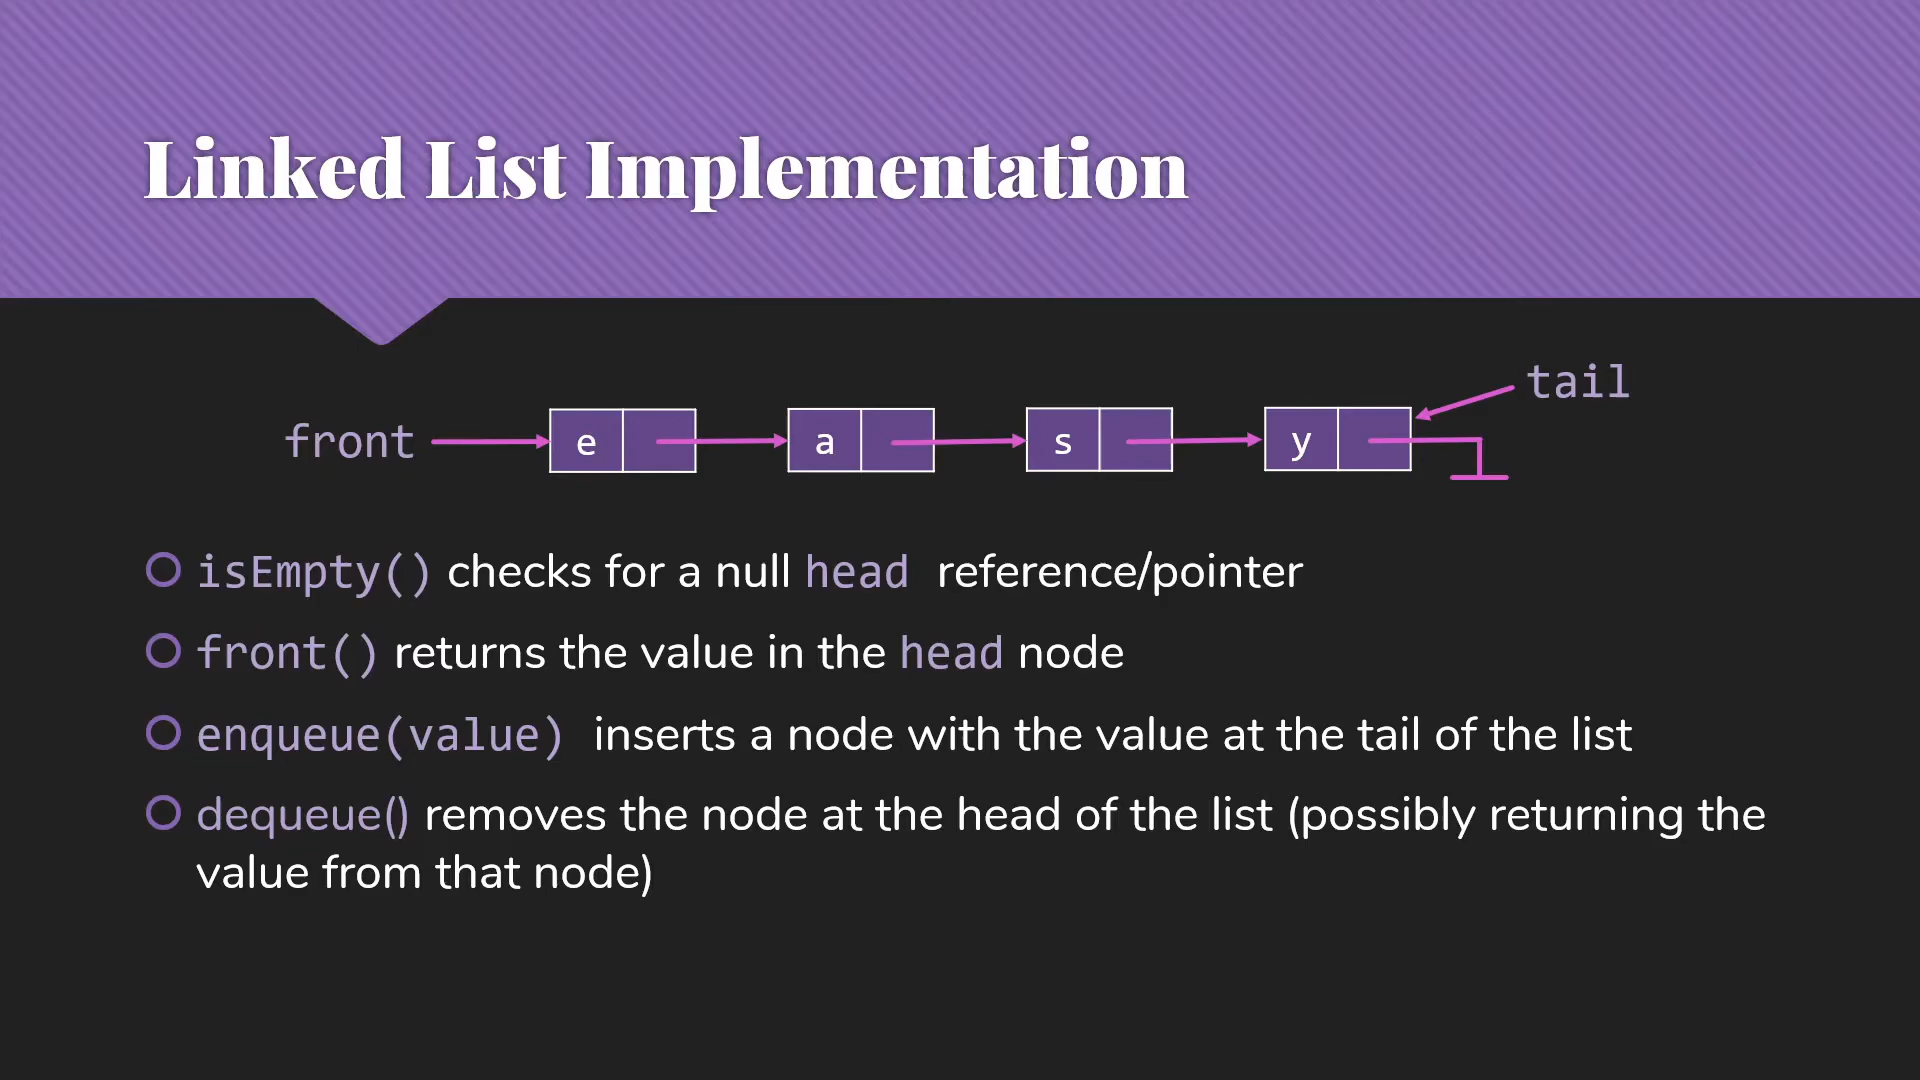 Linked List Implementation
tail
front e a s y
isEmpty() checks for a null head reference/pointer
front() returns the value in the head node
enqueue(value) inserts a node with the value at the tail of the list
dequeue() removes the node at the head of the list (possibly returning the
value from that node)